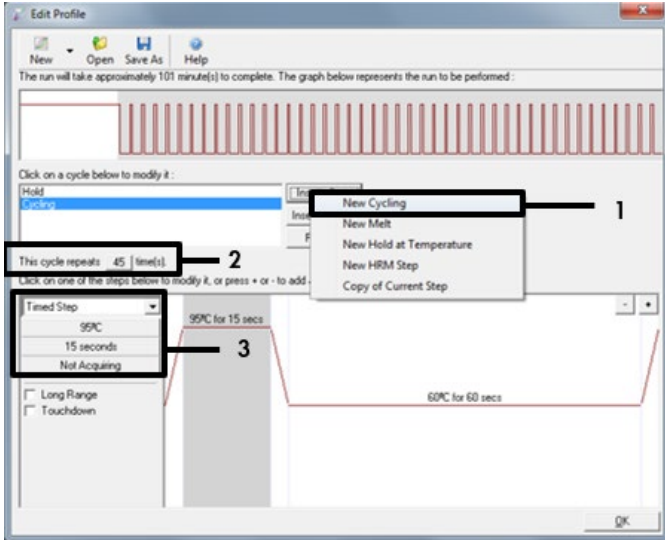 Edit Profile
New Open Save As Help
The run will take approximately 101 minute(s) to complete. The graph below represents the run to be performed :
Click on a cycle below to modify it :
Hold
Cycling
New Cycling
New Melt
New Hold at Temperature
New HRM Step
Copy of Current Step
1
This cycle repeats 45 time(s).
2
Click on one of the steps below to modify it, or press + or - to add
Timed Step
95ºC
15 seconds
Not Acquiring
3
Long Range
Touchdown
95ºC for 15 secs
60ºC for 60 secs
- +
OK